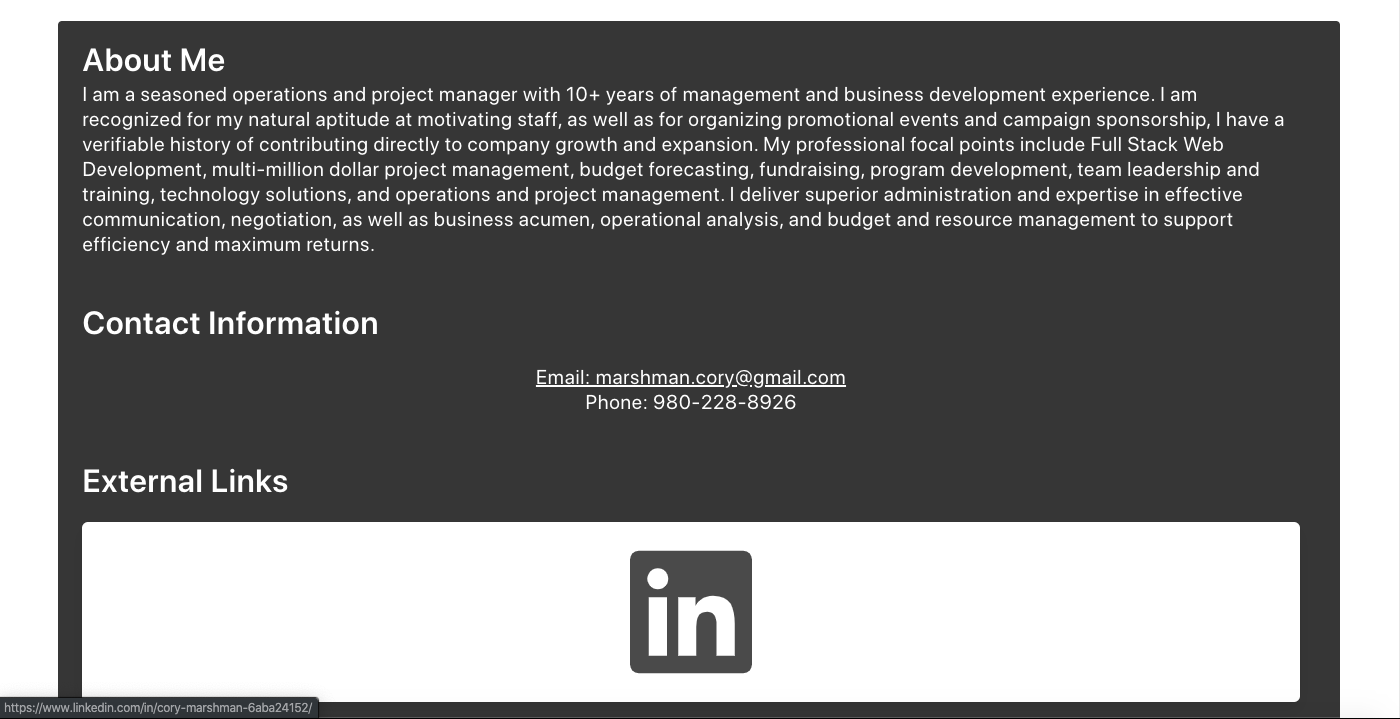 About Me
I am a seasoned operations and project manager with 10+ years of management and business development experience. I am
recognized for my natural aptitude at motivating staff, as well as for organizing promotional events and campaign sponsorship, I have a
verifiable history of contributing directly to company growth and expansion. My professional focal points include Full Stack Web
Development, multi-million dollar project management, budget forecasting, fundraising, program development, team leadership and
training, technology solutions, and operations and project management. I deliver superior administration and expertise in effective
communication, negotiation, as well as business acumen, operational analysis, and budget and resource management to support
efficiency and maximum returns.
Contact Information
Email: marshman.cory@gmail.com
Phone: 980-228-8926
External Links
in
https://www.linkedin.com/in/cory-marshman-6aba24152/